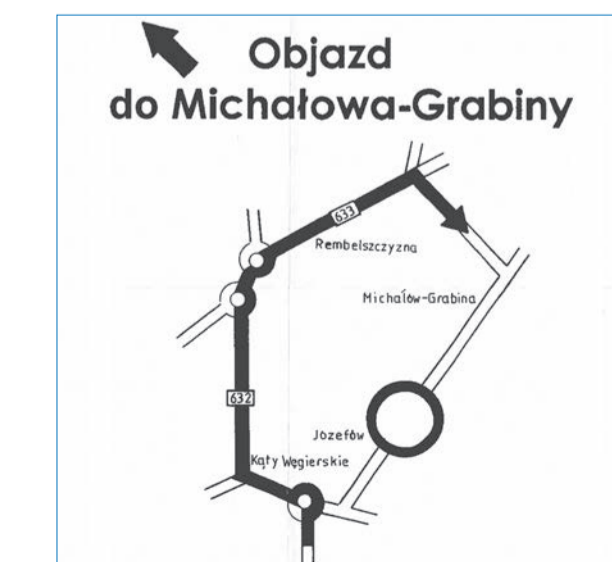 Objazd
do Michałowa-Grabiny
633
Rembelszczyzna
Michałów-Grabina
632
Józefów
Kąty Węgierskie